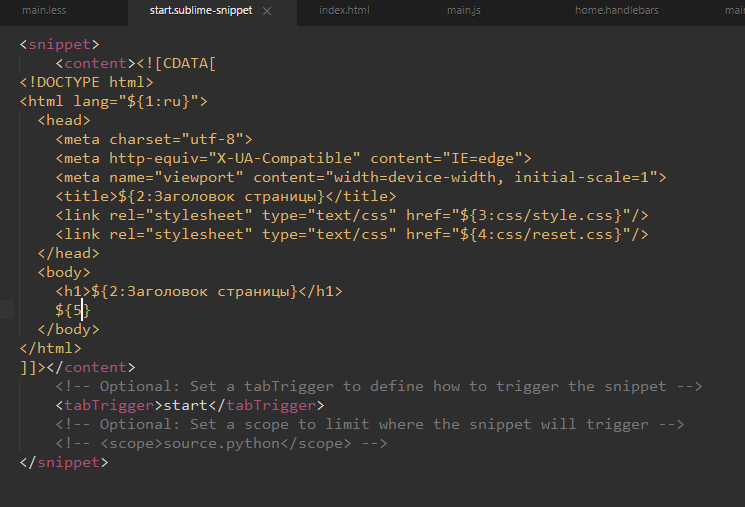 main.less start.sublime-snippet × index.html main.js home.handlebars
<snippet>
    <content><![CDATA[
<!DOCTYPE html>
<html lang="${1:ru}">
  <head>
    <meta charset="utf-8">
    <meta http-equiv="X-UA-Compatible" content="IE=edge">
    <meta name="viewport" content="width=device-width, initial-scale=1">
    <title>${2:Заголовок страницы}</title>
    <link rel="stylesheet" type="text/css" href="${3:css/style.css}"/>
    <link rel="stylesheet" type="text/css" href="${4:css/reset.css}"/>
  </head>
  <body>
    <h1>${2:Заголовок страницы}</h1>
    ${5}
  </body>
</html>
]]></content>
    <!-- Optional: Set a tabTrigger to define how to trigger the snippet -->
    <tabTrigger>start</tabTrigger>
    <!-- Optional: Set a scope to limit where the snippet will trigger -->
    <!-- <scope>source.python</scope> -->
</snippet>